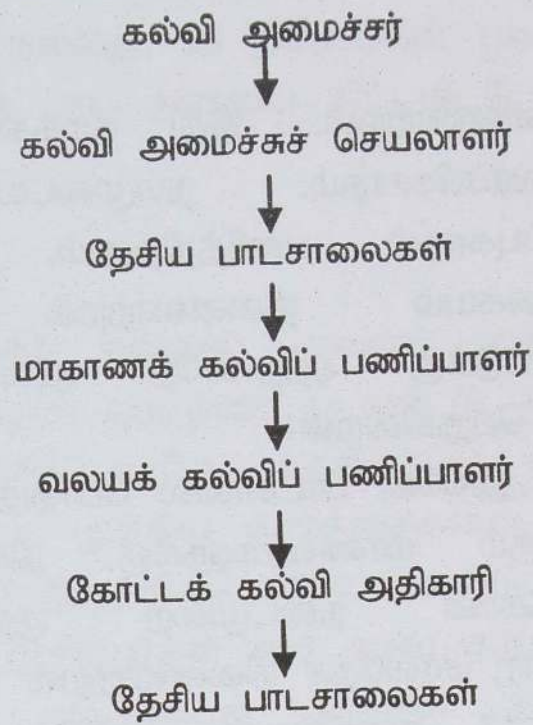 கல்வி அமைச்சர்
கல்வி அமைச்சுச் செயலாளர்
தேசிய பாடசாலைகள்
மாகாணக் கல்விப் பணிப்பாளர்
வலயக் கல்விப் பணிப்பாளர்
கோட்டக் கல்வி அதிகாரி
தேசிய பாடசாலைகள்